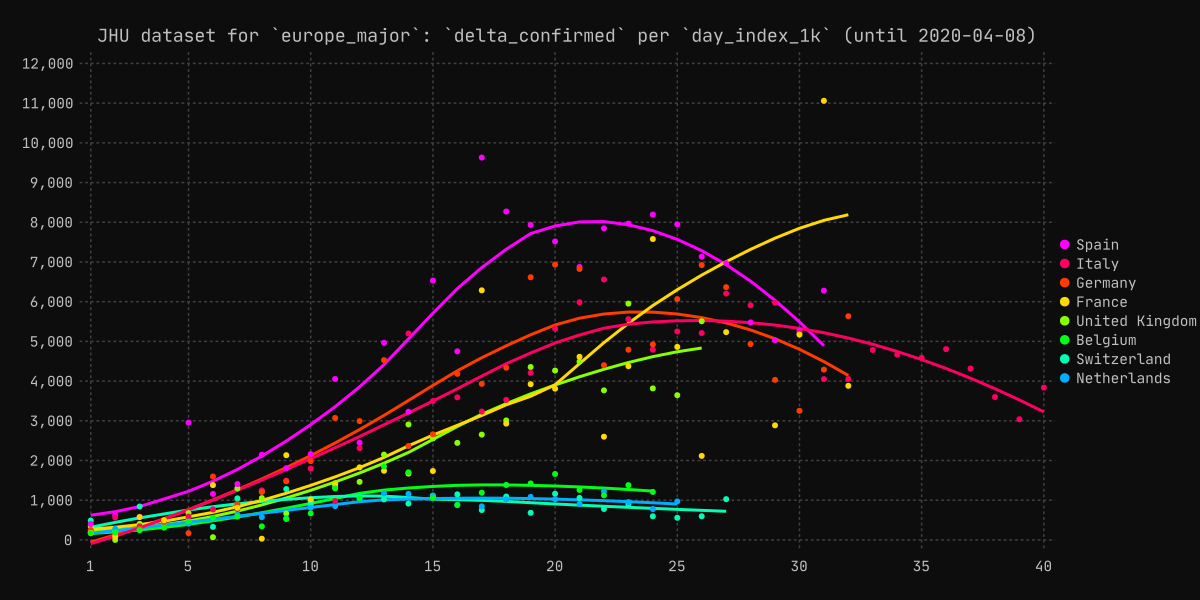 JHU dataset for `europe_major`: `delta_confirmed` per `day_index_1k` (until 2020-04-08)
12,000
11,000
10,000
9,000
8,000
7,000
6,000
5,000
4,000
3,000
2,000
1,000
0
1 5 10 15 20 25 30 35 40
Spain
Italy
Germany
France
United Kingdom
Belgium
Switzerland
Netherlands